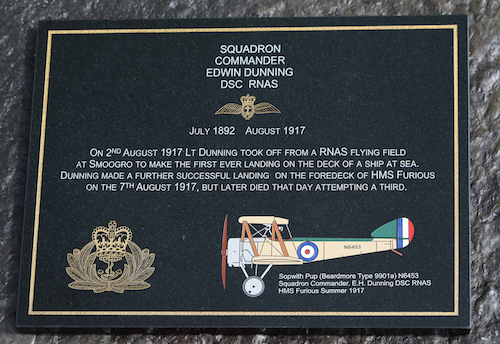 SQUADRON
COMMANDER
EDWIN DUNNING
DSC RNAS
JULY 1892 AUGUST 1917
ON 2ND AUGUST 1917 LT DUNNING TOOK OFF FROM A RNAS FLYING FIELD
AT SMOOGRO TO MAKE THE FIRST EVER LANDING ON THE DECK OF A SHIP AT SEA.
DUNNING MADE A FURTHER SUCCESSFUL LANDING ON THE FOREDECK OF HMS FURIOUS
ON THE 7TH AUGUST 1917, BUT LATER DIED THAT DAY ATTEMPTING A THIRD.
N6453
Sopwith Pup (Beardmore Type 9901a) N6453
Squadron Commander. E.H. Dunning DSC RNAS
HMS Furious Summer 1917